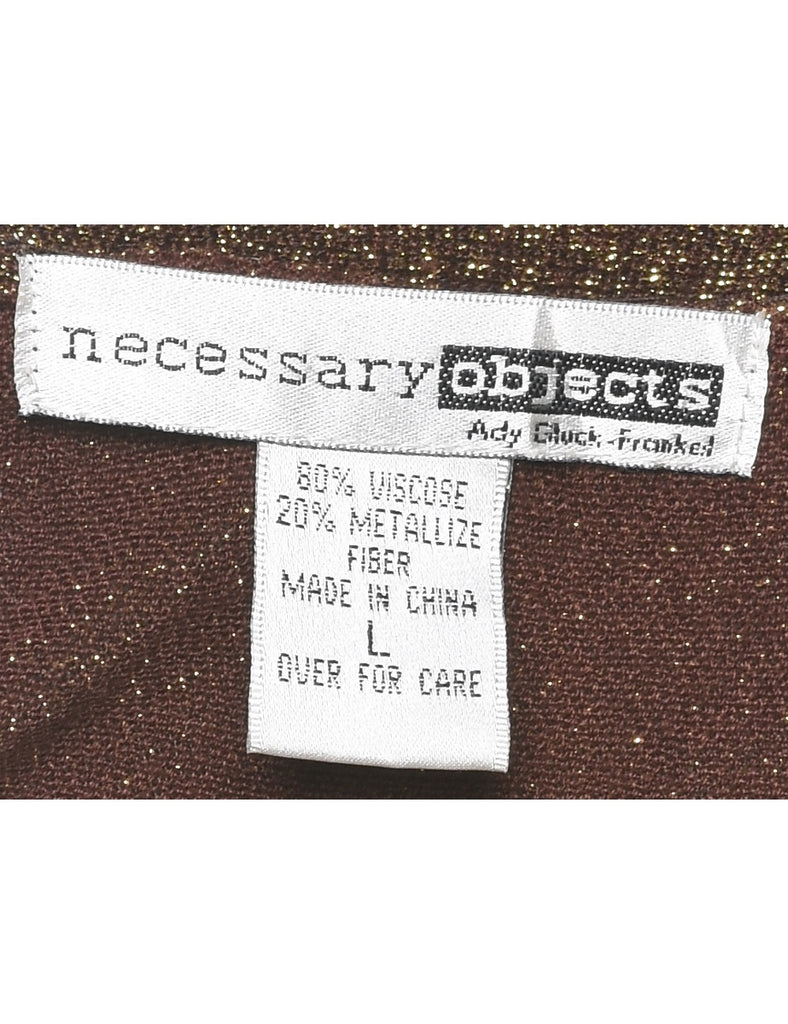 necessary objects
Ady Gluck-Frankel
80% VISCOSE
20% METALLIZE
FIBER
MADE IN CHINA
L
OVER FOR CARE